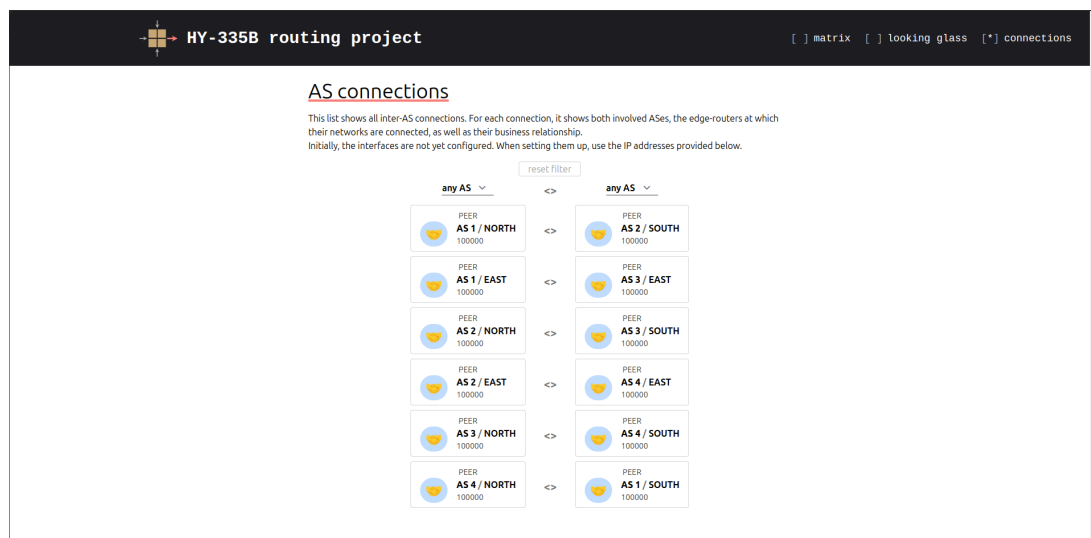 HY-335B routing project
[ ] matrix [ ] looking glass [*] connections
AS connections
This list shows all inter-AS connections. For each connection, it shows both involved ASes, the edge-routers at which
their networks are connected, as well as their business relationship.
Initially, the interfaces are not yet configured. When setting them up, use the IP addresses provided below.
reset filter
any AS <> any AS
PEER PEER
AS 1 / NORTH <> AS 2 / SOUTH
100000 100000
PEER PEER
AS 1 / EAST <> AS 3 / EAST
100000 100000
PEER PEER
AS 2 / NORTH <> AS 3 / SOUTH
100000 100000
PEER PEER
AS 2 / EAST <> AS 4 / EAST
100000 100000
PEER PEER
AS 3 / NORTH <> AS 4 / SOUTH
100000 100000
PEER PEER
AS 4 / NORTH <> AS 1 / SOUTH
100000 100000